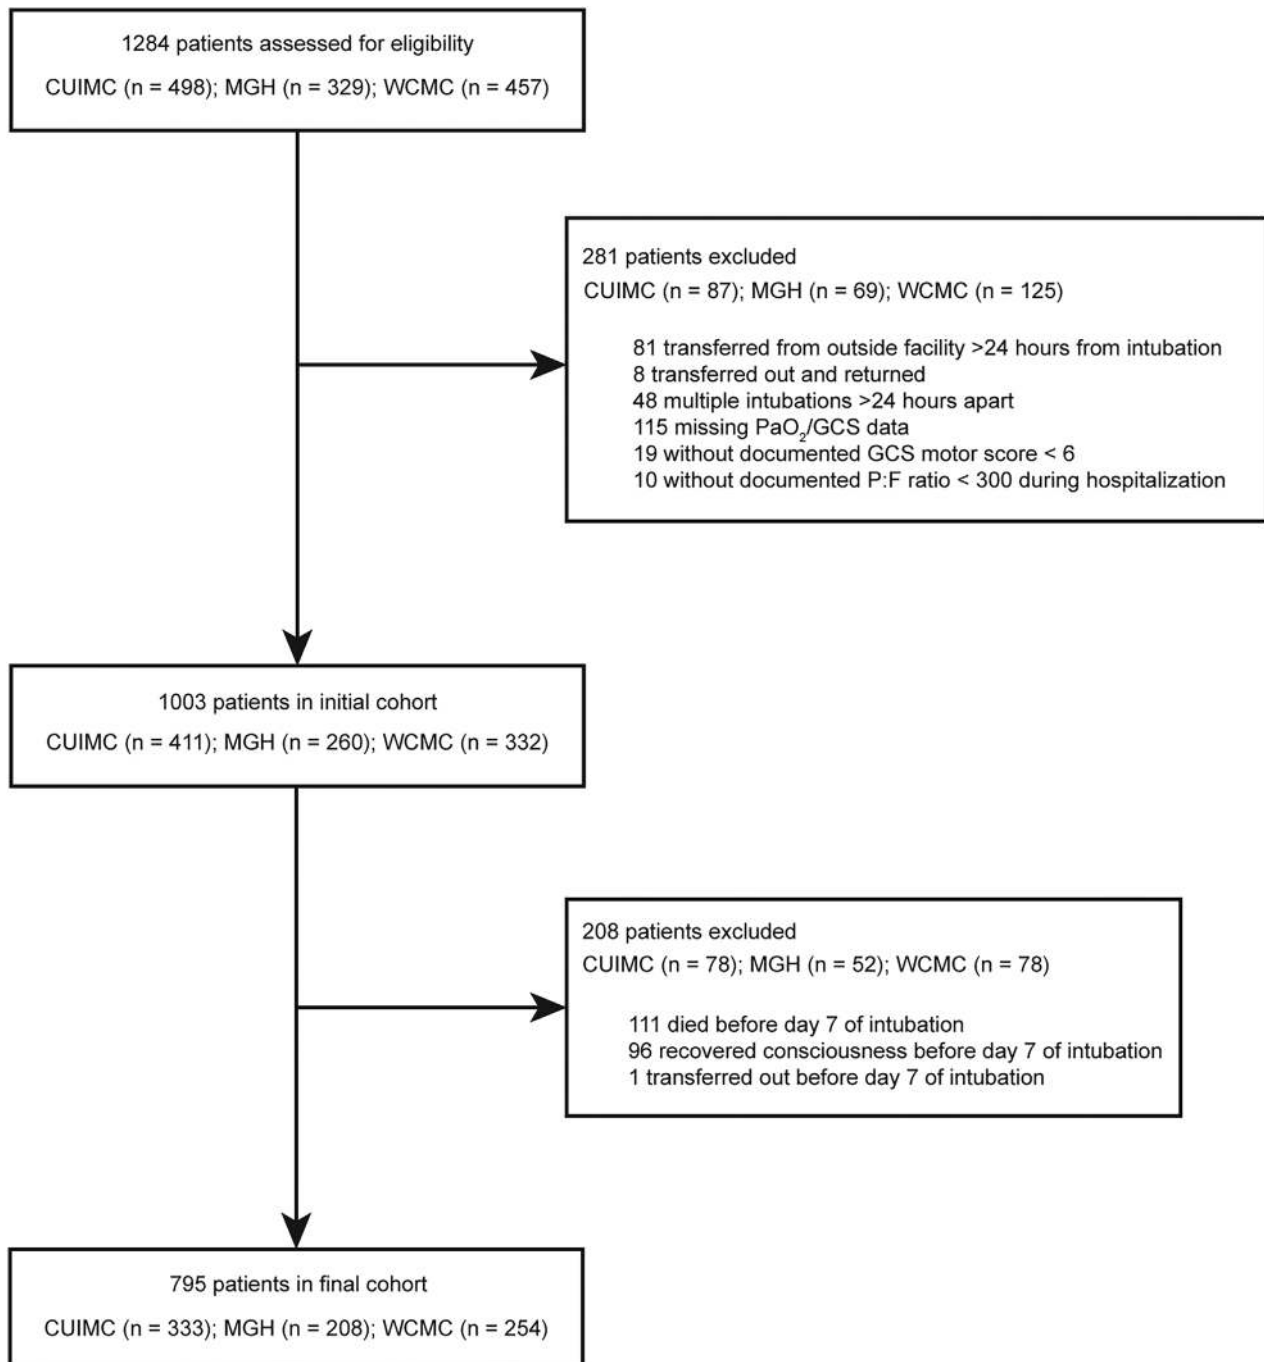 1284 patients assessed for eligibility
CUIMC (n = 498); MGH (n = 329); WCMC (n = 457)
281 patients excluded
CUIMC (n = 87); MGH (n = 69); WCMC (n = 125)
81 transferred from outside facility >24 hours from intubation
8 transferred out and returned
48 multiple intubations >24 hours apart
115 missing PaO₂/GCS data
19 without documented GCS motor score < 6
10 without documented P:F ratio < 300 during hospitalization
1003 patients in initial cohort
CUIMC (n = 411); MGH (n = 260); WCMC (n = 332)
208 patients excluded
CUIMC (n = 78); MGH (n = 52); WCMC (n = 78)
111 died before day 7 of intubation
96 recovered consciousness before day 7 of intubation
1 transferred out before day 7 of intubation
795 patients in final cohort
CUIMC (n = 333); MGH (n = 208); WCMC (n = 254)